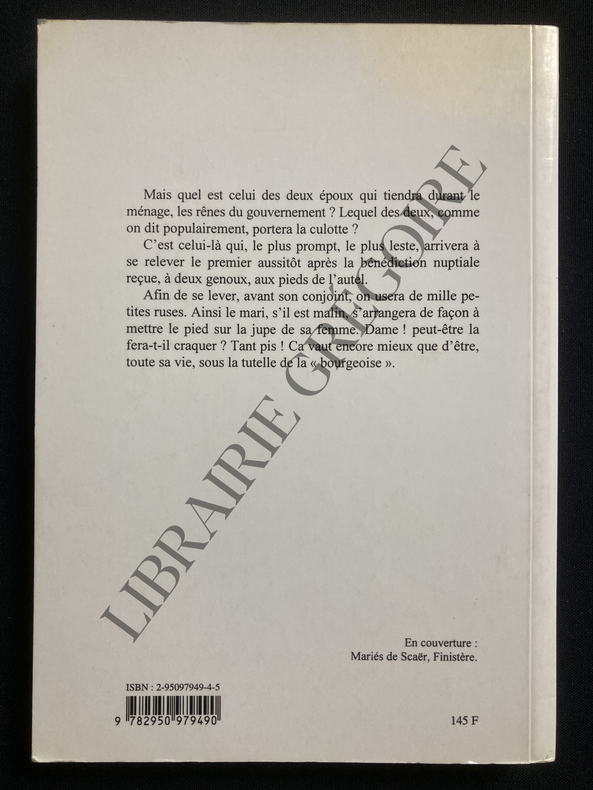 Mais quel est celui des deux époux qui tiendra durant le
ménage, les rênes du gouvernement ? Lequel des deux, comme
on dit populairement, portera la culotte ?
C'est celui-là qui, le plus prompt, le plus leste, arrivera à
se relever le premier aussitôt après la bénédiction nuptiale
reçue, à deux genoux, aux pieds de l'autel.
Afin de se lever, avant son conjoint, on usera de mille pe-
tites ruses. Ainsi le mari, s'il est malin, s'arrangera de façon à
mettre le pied sur la jupe de sa femme. Dame ! peut-être la
fera-t-il craquer ? Tant pis ! Ca vaut encore mieux que d'être,
toute sa vie, sous la tutelle de la « bourgeoise ».
LIBRAIRIE GRÉGOIRE
En couverture :
Mariés de Scaër, Finistère.
ISBN : 2-95097949-4-5
9 782950 979490
145 F